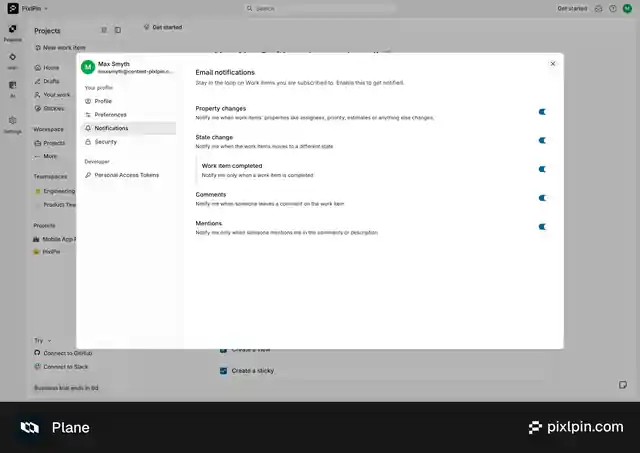 PixlPin
Search
Get started
Projects
Wiki
AI
Settings
Projects
New work item
Home
Drafts
Your work
Stickies
Workspace
Projects
More
Teamspaces
Engineering
Product Tea
Projects
Mobile App
PixlPin
Try
Connect to GitHub
Connect to Slack
Business trial ends in
Get started
M Max Smyth
Your profile
Profile
Preferences
Notifications
Security
Developer
Personal Access Tokens
Email notifications
Stay in the loop on Work items you are subscribed to. Enable this to get notified.
Property changes
Notify me when work items' properties like assignees, priority, estimates or anything else changes.
State change
Notify me when the work items moves to a different state
Work item completed
Notify me only when a work item is completed
Comments
Notify me when someone leaves a comment on the work item
Mentions
Notify me only when someone mentions me in the comments or description
Create a new
Create a sticky
Plane
pixlpin.com